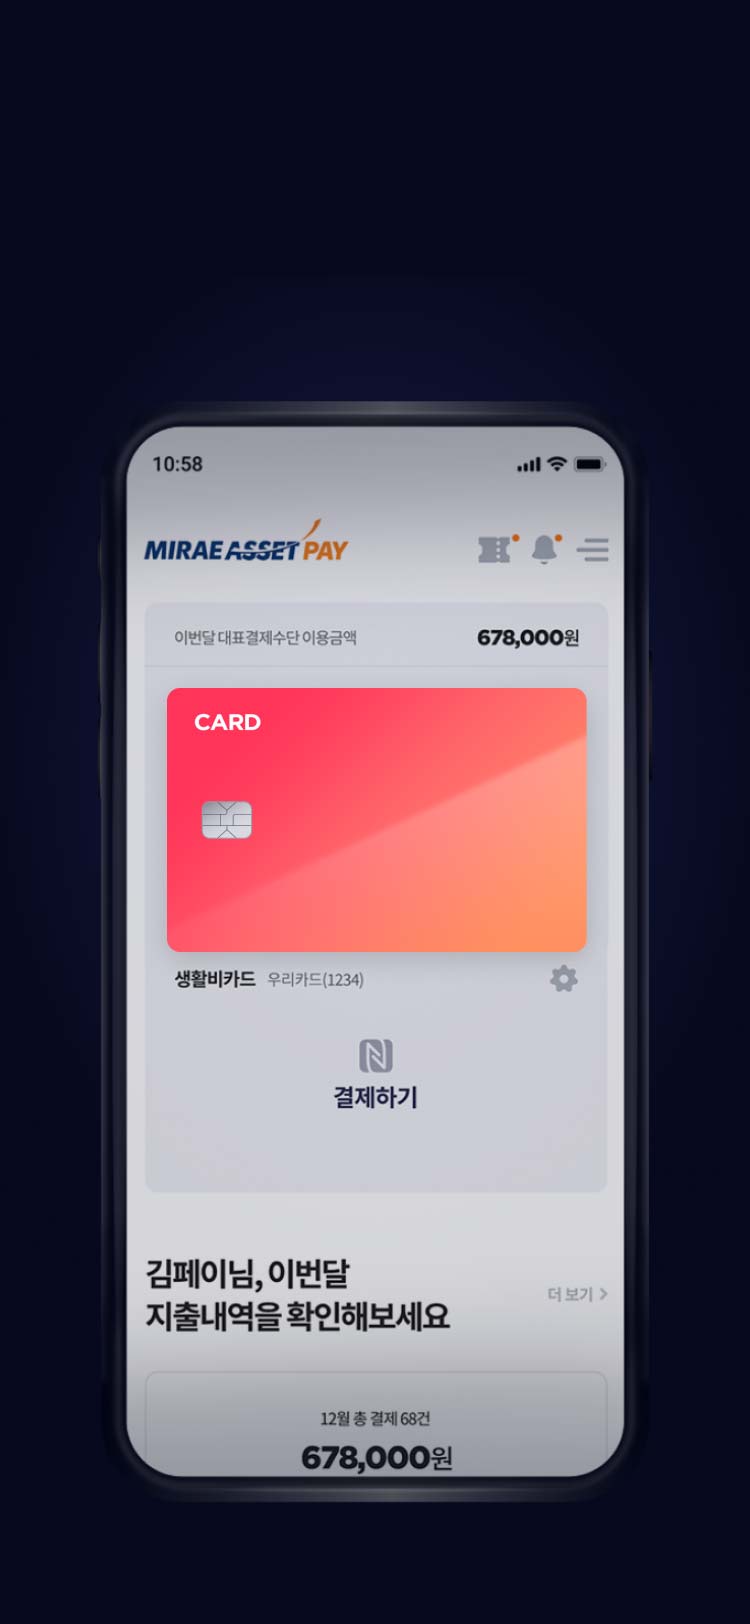 10:58
MIRAE ASSET PAY
이번달 대표결제수단 이용금액 678,000원
CARD
생활비카드 우리카드(1234)
결제하기
김페이님, 이번달
지출내역을 확인해보세요
더 보기
12월 총 결제 68건
678,000원